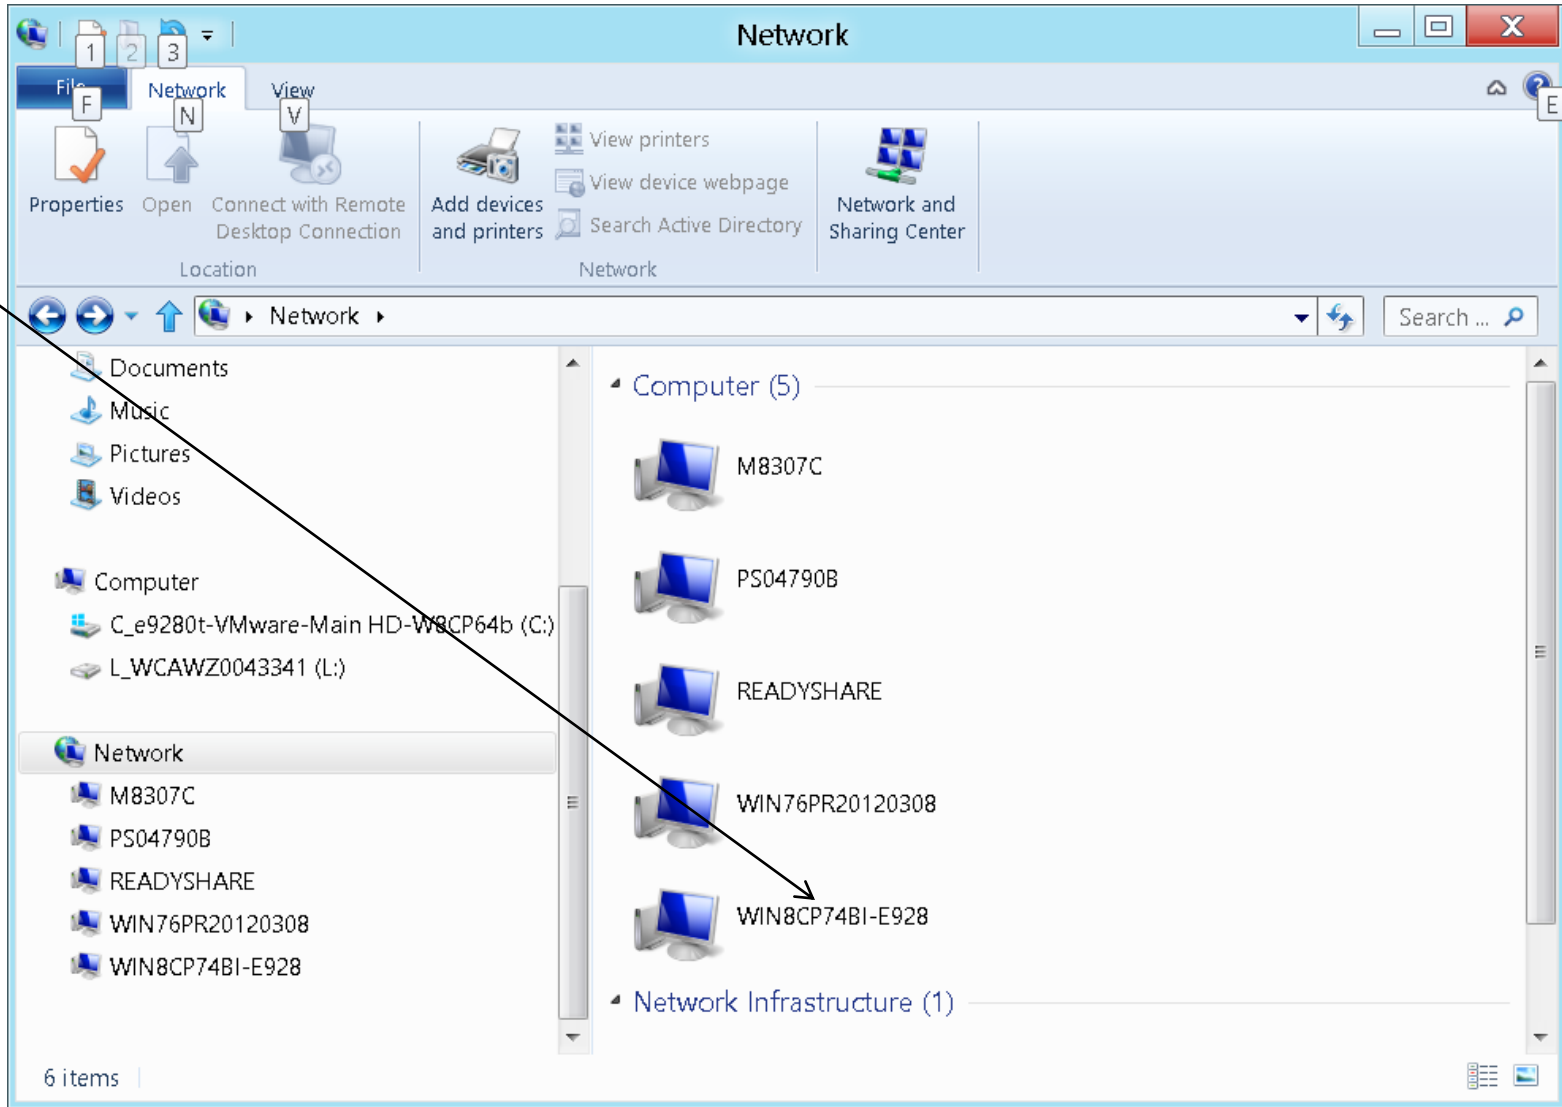 Network
1 2 3
File Network View
F N V E
Properties
Open
Connect with Remote
Desktop Connection
Location
Add devices
and printers
View printers
View device webpage
Search Active Directory
Network
Network and
Sharing Center
Network
Search ...
Documents
Music
Pictures
Videos
Computer
C_e9280t-VMware-Main HD-W8CP64b (C:)
L_WCAWZ0043341 (L:)
Network
M8307C
PS04790B
READYSHARE
WIN76PR20120308
WIN8CP74BI-E928
Computer (5)
M8307C
PS04790B
READYSHARE
WIN76PR20120308
WIN8CP74BI-E928
Network Infrastructure (1)
6 items